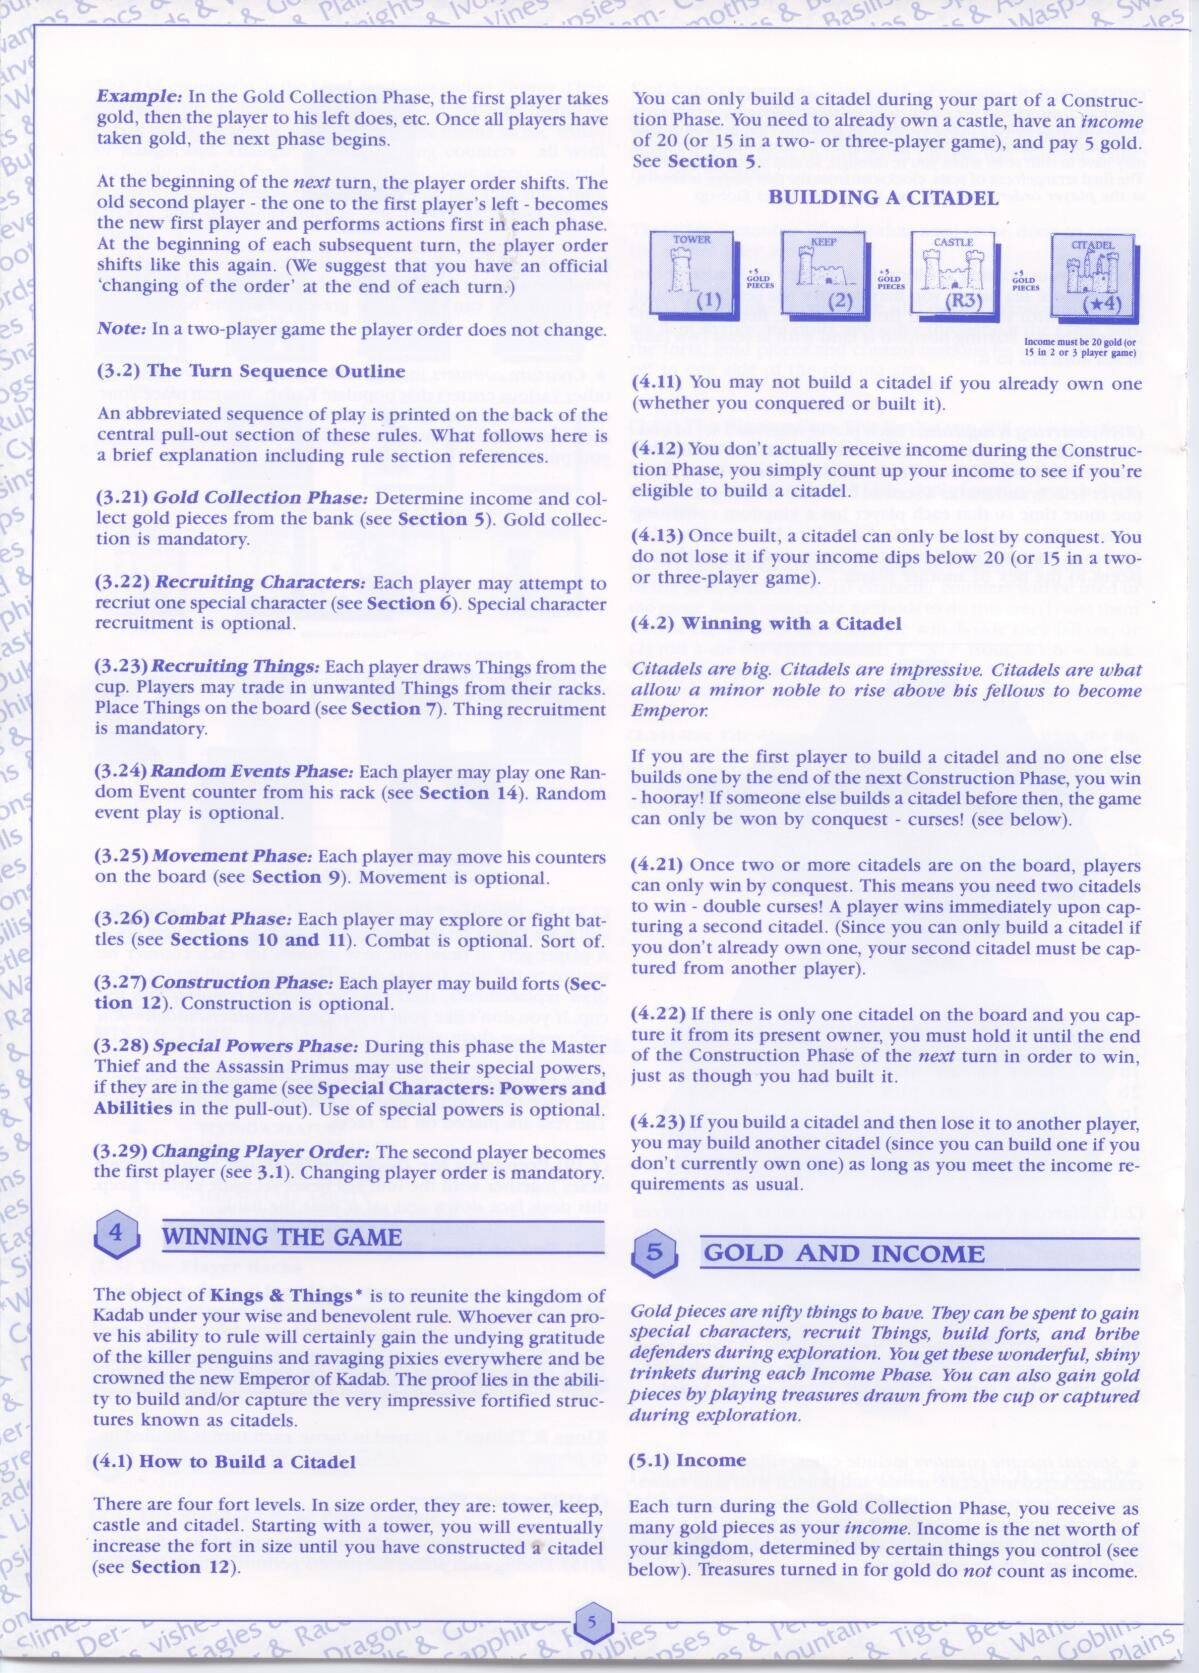 Example: In the Gold Collection Phase, the first player takes
gold, then the player to his left does, etc. Once all players have
taken gold, the next phase begins.
At the beginning of the next turn, the player order shifts. The
old second player - the one to the first player's left - becomes
the new first player and performs actions first in each phase.
At the beginning of each subsequent turn, the player order
shifts like this again. (We suggest that you have an official
'changing of the order' at the end of each turn.)
Note: In a two-player game the player order does not change.
(3.2) The Turn Sequence Outline
An abbreviated sequence of play is printed on the back of the
central pull-out section of these rules. What follows here is
a brief explanation including rule section references.
(3.21) Gold Collection Phase: Determine income and col-
lect gold pieces from the bank (see Section 5). Gold collec-
tion is mandatory.
(3.22) Recruiting Characters: Each player may attempt to
recriut one special character (see Section 6). Special character
recruitment is optional.
(3.23) Recruiting Things: Each player draws Things from the
cup. Players may trade in unwanted Things from their racks.
Place Things on the board (see Section 7). Thing recruitment
is mandatory.
(3.24) Random Events Phase: Each player may play one Ran-
dom Event counter from his rack (see Section 14). Random
event play is optional.
(3.25) Movement Phase: Each player may move his counters
on the board (see Section 9). Movement is optional.
(3.26) Combat Phase: Each player may explore or fight bat-
tles (see Sections 10 and 11). Combat is optional. Sort of.
(3.27) Construction Phase: Each player may build forts (Sec-
tion 12). Construction is optional.
(3.28) Special Powers Phase: During this phase the Master
Thief and the Assassin Primus may use their special powers,
if they are in the game (see Special Characters: Powers and
Abilities in the pull-out). Use of special powers is optional.
(3.29) Changing Player Order: The second player becomes
the first player (see 3.1). Changing player order is mandatory.
4 WINNING THE GAME
The object of Kings & Things* is to reunite the kingdom of
Kadab under your wise and benevolent rule. Whoever can pro-
ve his ability to rule will certainly gain the undying gratitude
of the killer penguins and ravaging pixies everywhere and be
crowned the new Emperor of Kadab. The proof lies in the abili-
ty to build and/or capture the very impressive fortified struc-
tures known as citadels.
(4.1) How to Build a Citadel
There are four fort levels. In size order, they are: tower, keep,
castle and citadel. Starting with a tower, you will eventually
increase the fort in size until you have constructed a citadel
(see Section 12).
You can only build a citadel during your part of a Construc-
tion Phase. You need to already own a castle, have an income
of 20 (or 15 in a two- or three-player game), and pay 5 gold.
See Section 5.
BUILDING A CITADEL
TOWER
(1)
+5
GOLD
PIECES
KEEP
(2)
+5
GOLD
PIECES
CASTLE
(R3)
+5
GOLD
PIECES
CITADEL
(★4)
Income must be 20 gold (or
15 in 2 or 3 player game)
(4.11) You may not build a citadel if you already own one
(whether you conquered or built it).
(4.12) You don't actually receive income during the Construc-
tion Phase, you simply count up your income to see if you're
eligible to build a citadel.
(4.13) Once built, a citadel can only be lost by conquest. You
do not lose it if your income dips below 20 (or 15 in a two-
or three-player game).
(4.2) Winning with a Citadel
Citadels are big. Citadels are impressive. Citadels are what
allow a minor noble to rise above his fellows to become
Emperor.
If you are the first player to build a citadel and no one else
builds one by the end of the next Construction Phase, you win
- hooray! If someone else builds a citadel before then, the game
can only be won by conquest - curses! (see below).
(4.21) Once two or more citadels are on the board, players
can only win by conquest. This means you need two citadels
to win - double curses! A player wins immediately upon cap-
turing a second citadel. (Since you can only build a citadel if
you don't already own one, your second citadel must be cap-
tured from another player).
(4.22) If there is only one citadel on the board and you cap-
ture it from its present owner, you must hold it until the end
of the Construction Phase of the next turn in order to win,
just as though you had built it.
(4.23) If you build a citadel and then lose it to another player,
you may build another citadel (since you can build one if you
don't currently own one) as long as you meet the income re-
quirements as usual.
5 GOLD AND INCOME
Gold pieces are nifty things to have. They can be spent to gain
special characters, recruit Things, build forts, and bribe
defenders during exploration. You get these wonderful, shiny
trinkets during each Income Phase. You can also gain gold
pieces by playing treasures drawn from the cup or captured
during exploration.
(5.1) Income
Each turn during the Gold Collection Phase, you receive as
many gold pieces as your income. Income is the net worth of
your kingdom, determined by certain things you control (see
below). Treasures turned in for gold do not count as income.
5